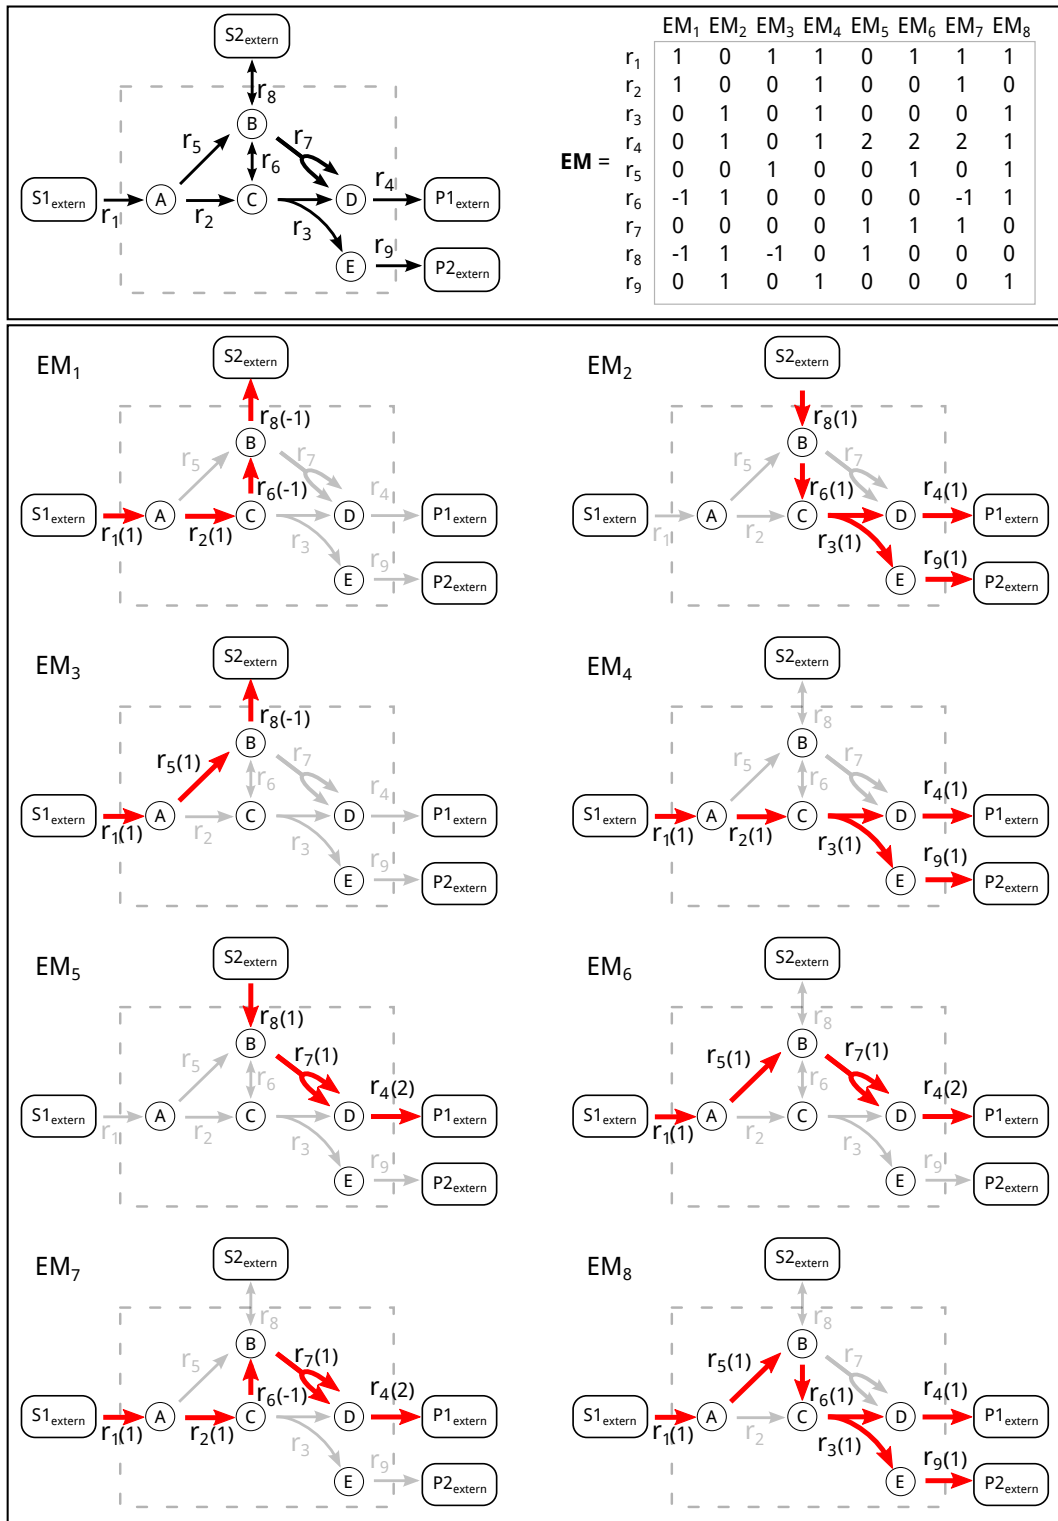 S2extern
r8
B
r5
r7
r6
S1extern
r1
A
r2
C
D
r4
P1extern
r3
E
r9
P2extern
EM1 EM2 EM3 EM4 EM5 EM6 EM7 EM8
r1 1 0 1 1 0 1 1 1
r2 1 0 0 1 0 0 1 0
r3 0 1 0 1 0 0 0 1
EM = r4 0 1 0 1 2 2 2 1
r5 0 0 1 0 0 1 0 1
r6 -1 1 0 0 0 0 -1 1
r7 0 0 0 0 1 1 1 0
r8 -1 1 -1 0 1 0 0 0
r9 0 1 0 1 0 0 0 1
EM1
S2extern
r8(-1)
B
r5
r7
r6(-1)
S1extern
r1(1)
A
r2(1)
C
D
r4
P1extern
r3
E
r9
P2extern
EM2
S2extern
r8(1)
B
r5
r7
r6(1)
S1extern
r1
A
r2
C
D
r4(1)
P1extern
r3(1)
E
r9(1)
P2extern
EM3
S2extern
r8(-1)
B
r5(1)
r7
r6
S1extern
r1(1)
A
r2
C
D
r4
P1extern
r3
E
r9
P2extern
EM4
S2extern
r8
B
r5
r7
r6
S1extern
r1(1)
A
r2(1)
C
D
r4(1)
P1extern
r3(1)
E
r9(1)
P2extern
EM5
S2extern
r8(1)
B
r5
r7(1)
r6
S1extern
r1
A
r2
C
D
r4(2)
P1extern
r3
E
r9
P2extern
EM6
S2extern
r8
B
r5(1)
r7(1)
r6
S1extern
r1(1)
A
r2
C
D
r4(2)
P1extern
r3
E
r9
P2extern
EM7
S2extern
r8
B
r5
r7(1)
r6(-1)
S1extern
r1(1)
A
r2(1)
C
D
r4(2)
P1extern
r3
E
r9
P2extern
EM8
S2extern
r8
B
r5(1)
r7
r6(1)
S1extern
r1(1)
A
r2
C
D
r4(1)
P1extern
r3(1)
E
r9(1)
P2extern